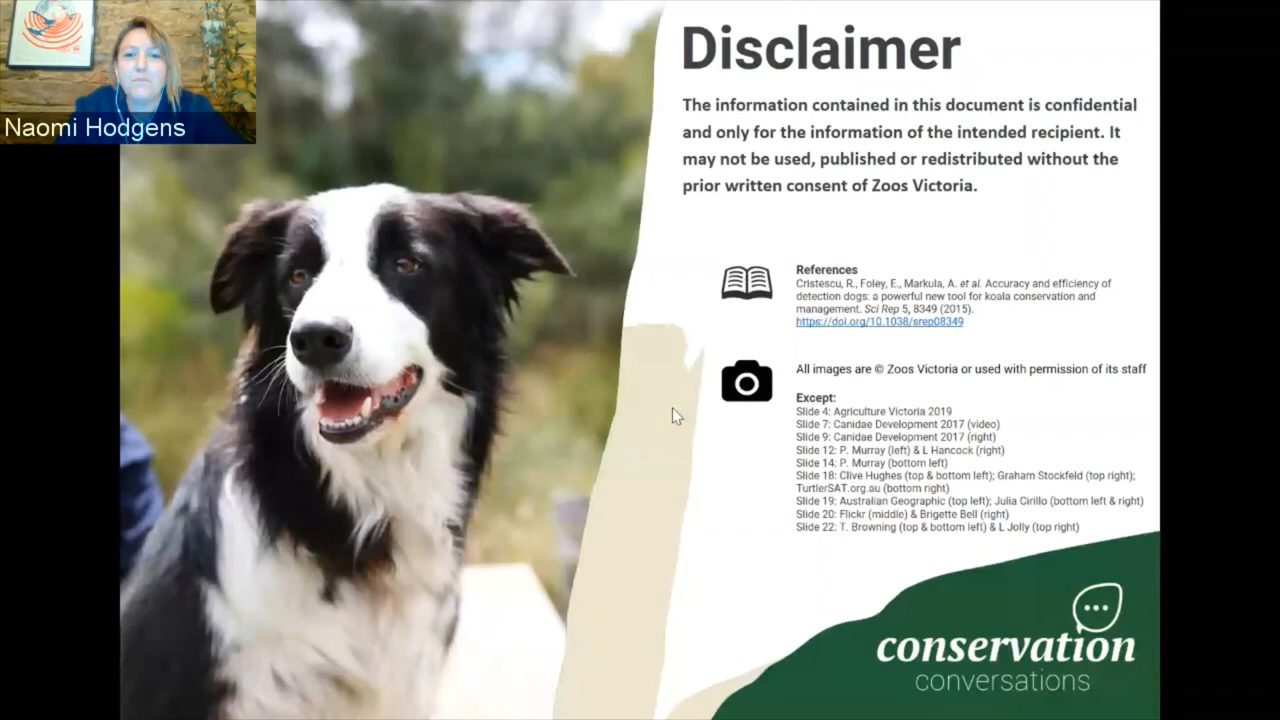 Naomi Hodgens
Disclaimer
The information contained in this document is confidential
and only for the information of the intended recipient. It
may not be used, published or redistributed without the
prior written consent of Zoos Victoria.
References
Cristescu, R., Foley, E., Markula, A. et al. Accuracy and efficiency of
detection dogs: a powerful new tool for koala conservation and
management. Sci Rep 5, 8349 (2015).
https://doi.org/10.1038/srep08349
All images are © Zoos Victoria or used with permission of its staff
Except:
Slide 4: Agriculture Victoria 2019
Slide 7: Canidae Development 2017 (video)
Slide 9: Canidae Development 2017 (right)
Slide 12: P. Murray (left) & L Hancock (right)
Slide 14: P. Murray (bottom left)
Slide 18: Clive Hughes (top & bottom left); Graham Stockfeld (top right);
TurtleSAT.org.au (bottom right)
Slide 19: Australian Geographic (top left); Julia Cirillo (bottom left & right)
Slide 20: Flickr (middle) & Brigette Bell (right)
Slide 22: T. Browning (top & bottom left) & L Jolly (top right)
conservation
conversations